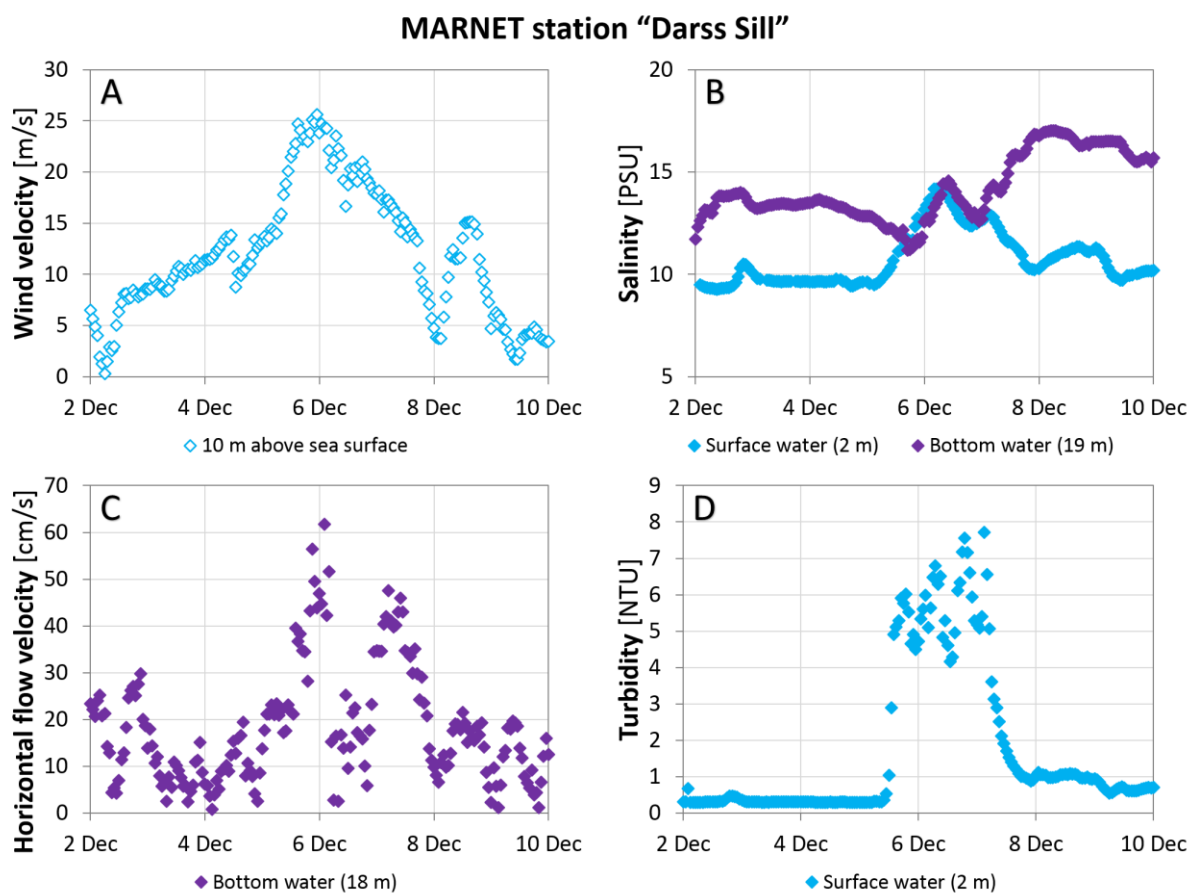 MARNET station “Darss Sill”
A
Wind velocity [m/s]
30
25
20
15
10
5
0
2 Dec 4 Dec 6 Dec 8 Dec 10 Dec
10 m above sea surface
B
Salinity [PSU]
20
15
10
5
2 Dec 4 Dec 6 Dec 8 Dec 10 Dec
Surface water (2 m) Bottom water (19 m)
C
Horizontal flow velocity [cm/s]
70
60
50
40
30
20
10
0
2 Dec 4 Dec 6 Dec 8 Dec 10 Dec
Bottom water (18 m)
D
Turbidity [NTU]
9
8
7
6
5
4
3
2
1
0
2 Dec 4 Dec 6 Dec 8 Dec 10 Dec
Surface water (2 m)